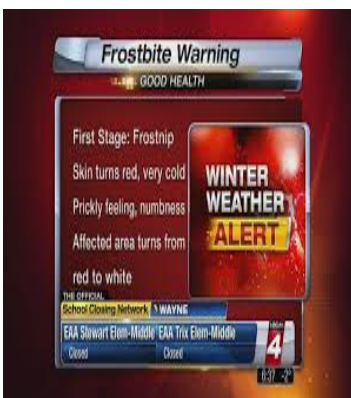 Frostbite Warning
GOOD HEALTH
First Stage: Frostnip
Skin turns red, very cold
Prickly feeling, numbness
Affected area turns from
red to white
WINTER
WEATHER
ALERT
THE OFFICIAL
School Closing Network WAYNE
EAA Stewart Elem-Middle EAA Trix Elem-Middle
Closed Closed
4
6:37 -2°